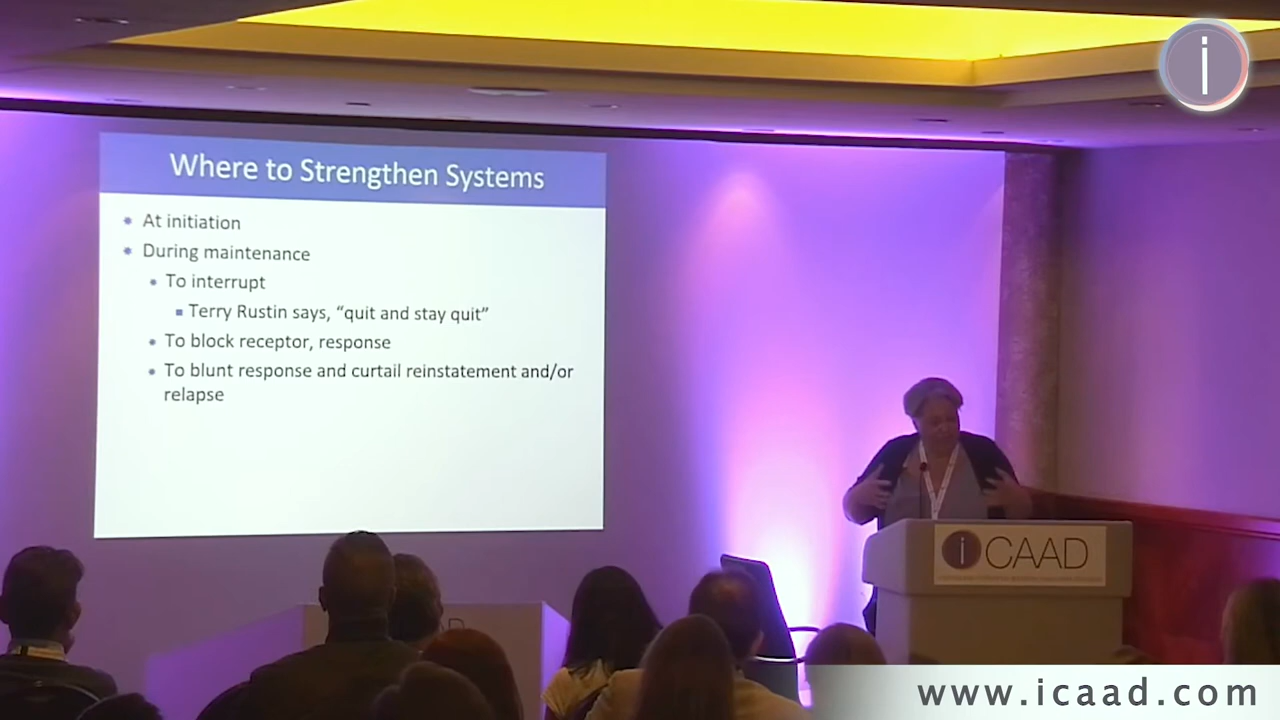 i
Where to Strengthen Systems
At initiation
During maintenance
To interrupt
Terry Rustin says, “quit and stay quit”
To block receptor, response
To blunt response and curtail reinstatement and/or
relapse
i CAAD
www.icaad.com